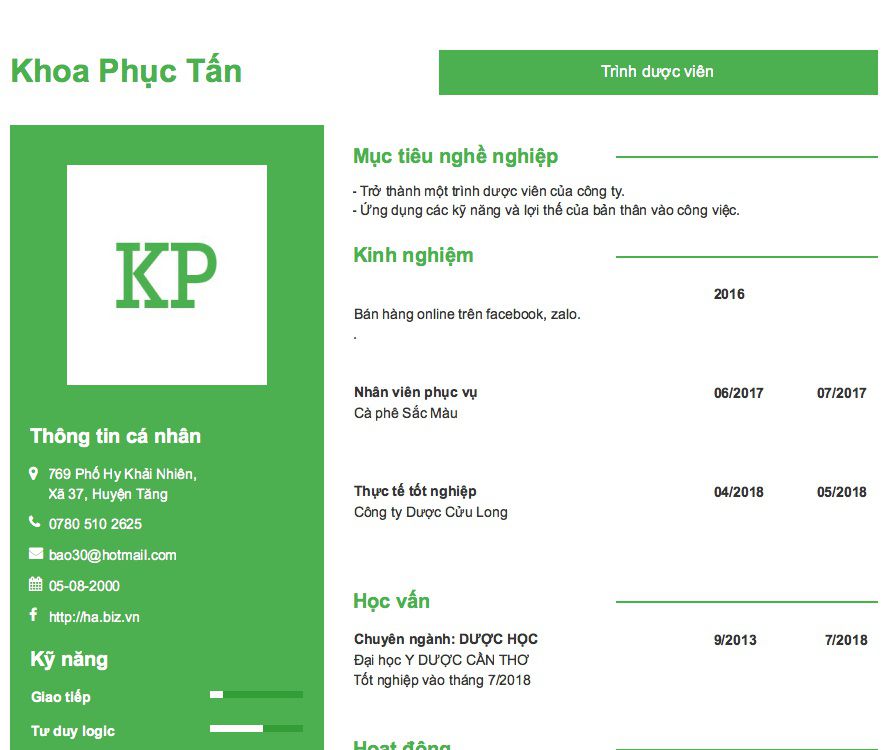 Khoa Phục Tấn
Trình dược viên
KP
Thông tin cá nhân
769 Phố Hy Khải Nhiên,
Xã 37, Huyện Tăng
0780 510 2625
bao30@hotmail.com
05-08-2000
http://ha.biz.vn
Kỹ năng
Giao tiếp
Tư duy logic
Mục tiêu nghề nghiệp
- Trở thành một trình dược viên của công ty.
- Ứng dụng các kỹ năng và lợi thế của bản thân vào công việc.
Kinh nghiệm
2016
Bán hàng online trên facebook, zalo.
.
Nhân viên phục vụ 06/2017 07/2017
Cà phê Sắc Màu
Thực tế tốt nghiệp 04/2018 05/2018
Công ty Dược Cửu Long
Học vấn
Chuyên ngành: DƯỢC HỌC 9/2013 7/2018
Đại học Y DƯỢC CẦN THƠ
Tốt nghiệp vào tháng 7/2018
Hoạt động